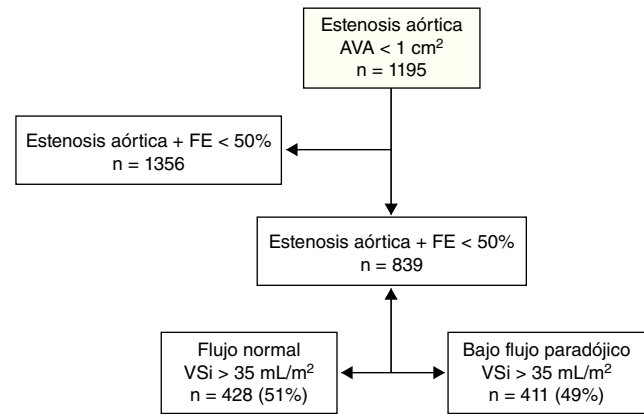 Estenosis aórtica
AVA < 1 cm²
n = 1195
Estenosis aórtica + FE < 50%
n = 1356
Estenosis aórtica + FE < 50%
n = 839
Flujo normal
VSi > 35 mL/m²
n = 428 (51%)
Bajo flujo paradójico
VSi > 35 mL/m²
n = 411 (49%)